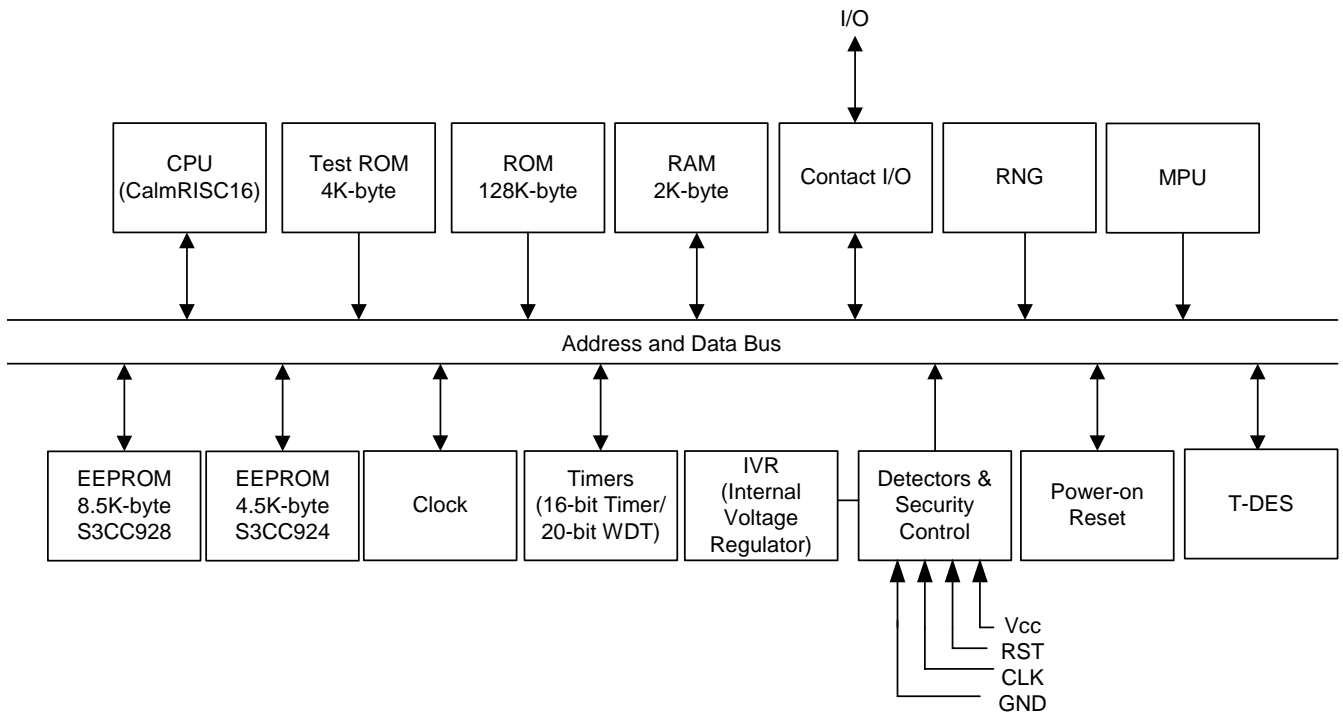 I/O
CPU
(CalmRISC16)
Test ROM
4K-byte
ROM
128K-byte
RAM
2K-byte
Contact I/O
RNG
MPU
Address and Data Bus
EEPROM
8.5K-byte
S3CC928
EEPROM
4.5K-byte
S3CC924
Clock
Timers
(16-bit Timer/
20-bit WDT)
IVR
(Internal
Voltage
Regulator)
Detectors &
Security
Control
Power-on
Reset
T-DES
Vcc
RST
CLK
GND